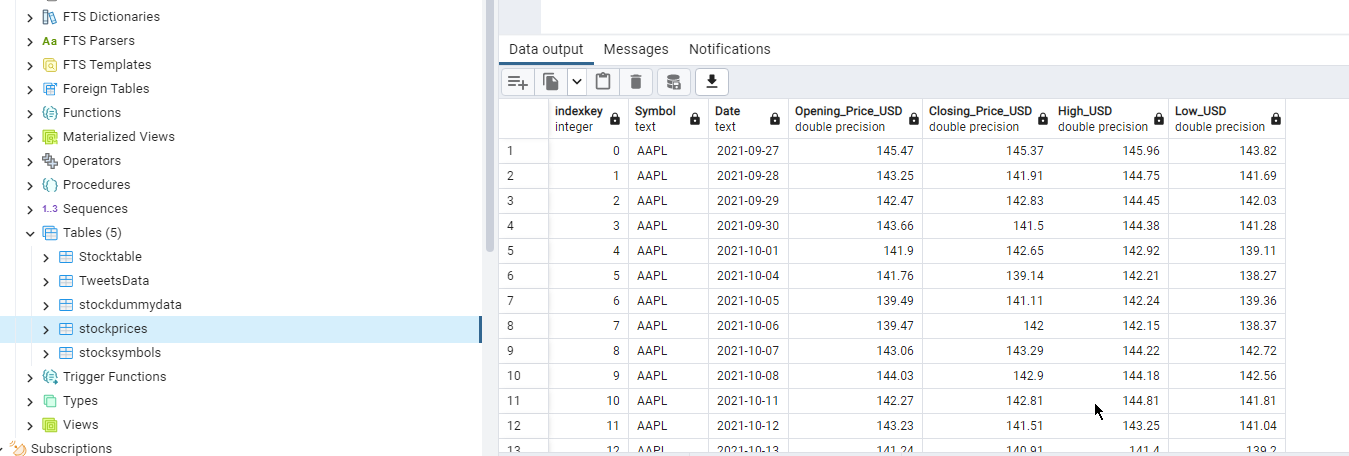 FTS Dictionaries
Aa FTS Parsers
FTS Templates
Foreign Tables
Functions
Materialized Views
Operators
Procedures
1..3 Sequences
Tables (5)
Stocktable
TweetsData
stockdummydata
stockprices
stocksymbols
Trigger Functions
Types
Views
Subscriptions
Data output Messages Notifications
indexkey Symbol Date Opening_Price_USD Closing_Price_USD High_USD Low_USD
integer text text double precision double precision double precision double precision
1 0 AAPL 2021-09-27 145.47 145.37 145.96 143.82
2 1 AAPL 2021-09-28 143.25 141.91 144.75 141.69
3 2 AAPL 2021-09-29 142.47 142.83 144.45 142.03
4 3 AAPL 2021-09-30 143.66 141.5 144.38 141.28
5 4 AAPL 2021-10-01 141.9 142.65 142.92 139.11
6 5 AAPL 2021-10-04 141.76 139.14 142.21 138.27
7 6 AAPL 2021-10-05 139.49 141.11 142.24 139.36
8 7 AAPL 2021-10-06 139.47 142 142.15 138.37
9 8 AAPL 2021-10-07 143.06 143.29 144.22 142.72
10 9 AAPL 2021-10-08 144.03 142.9 144.18 142.56
11 10 AAPL 2021-10-11 142.27 142.81 144.81 141.81
12 11 AAPL 2021-10-12 143.23 141.51 143.25 141.04
13 12 AAPL 2021-10-13 141.24 140.91 141.4 139.2